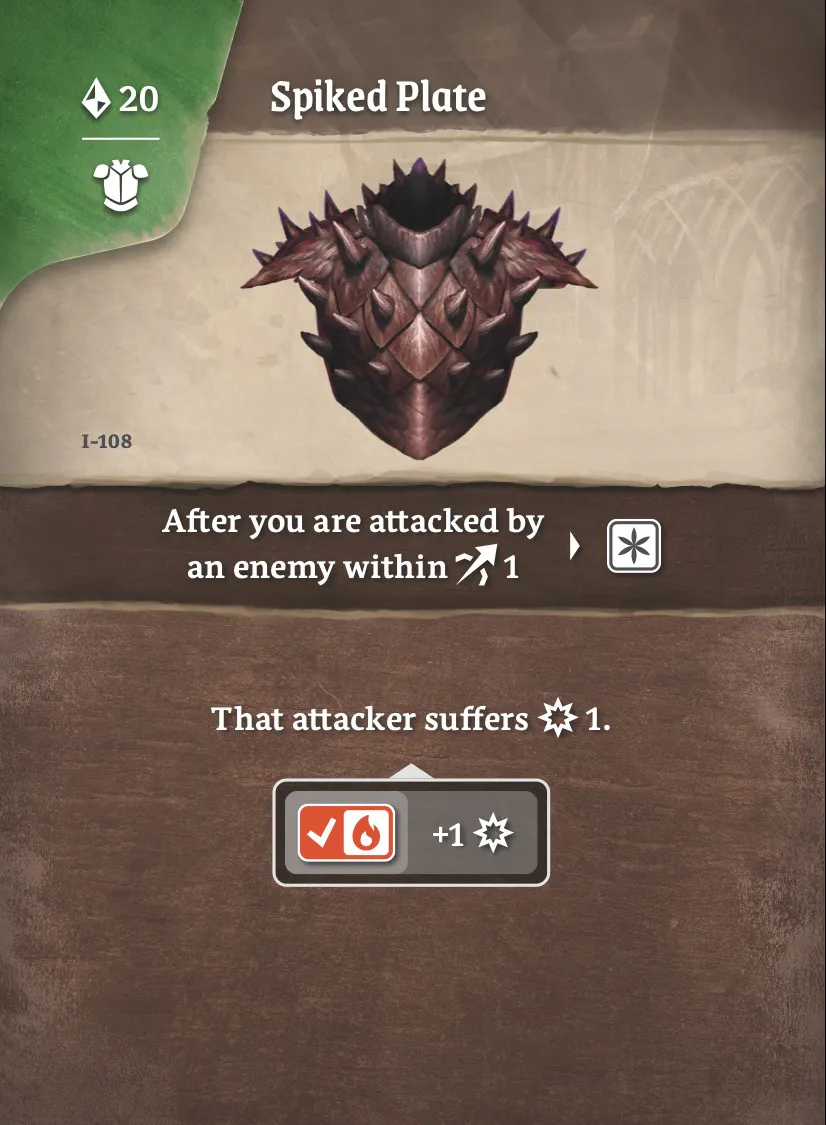 20
Spiked Plate
I-108
After you are attacked by
an enemy within 1
That attacker suffers 1.
+1